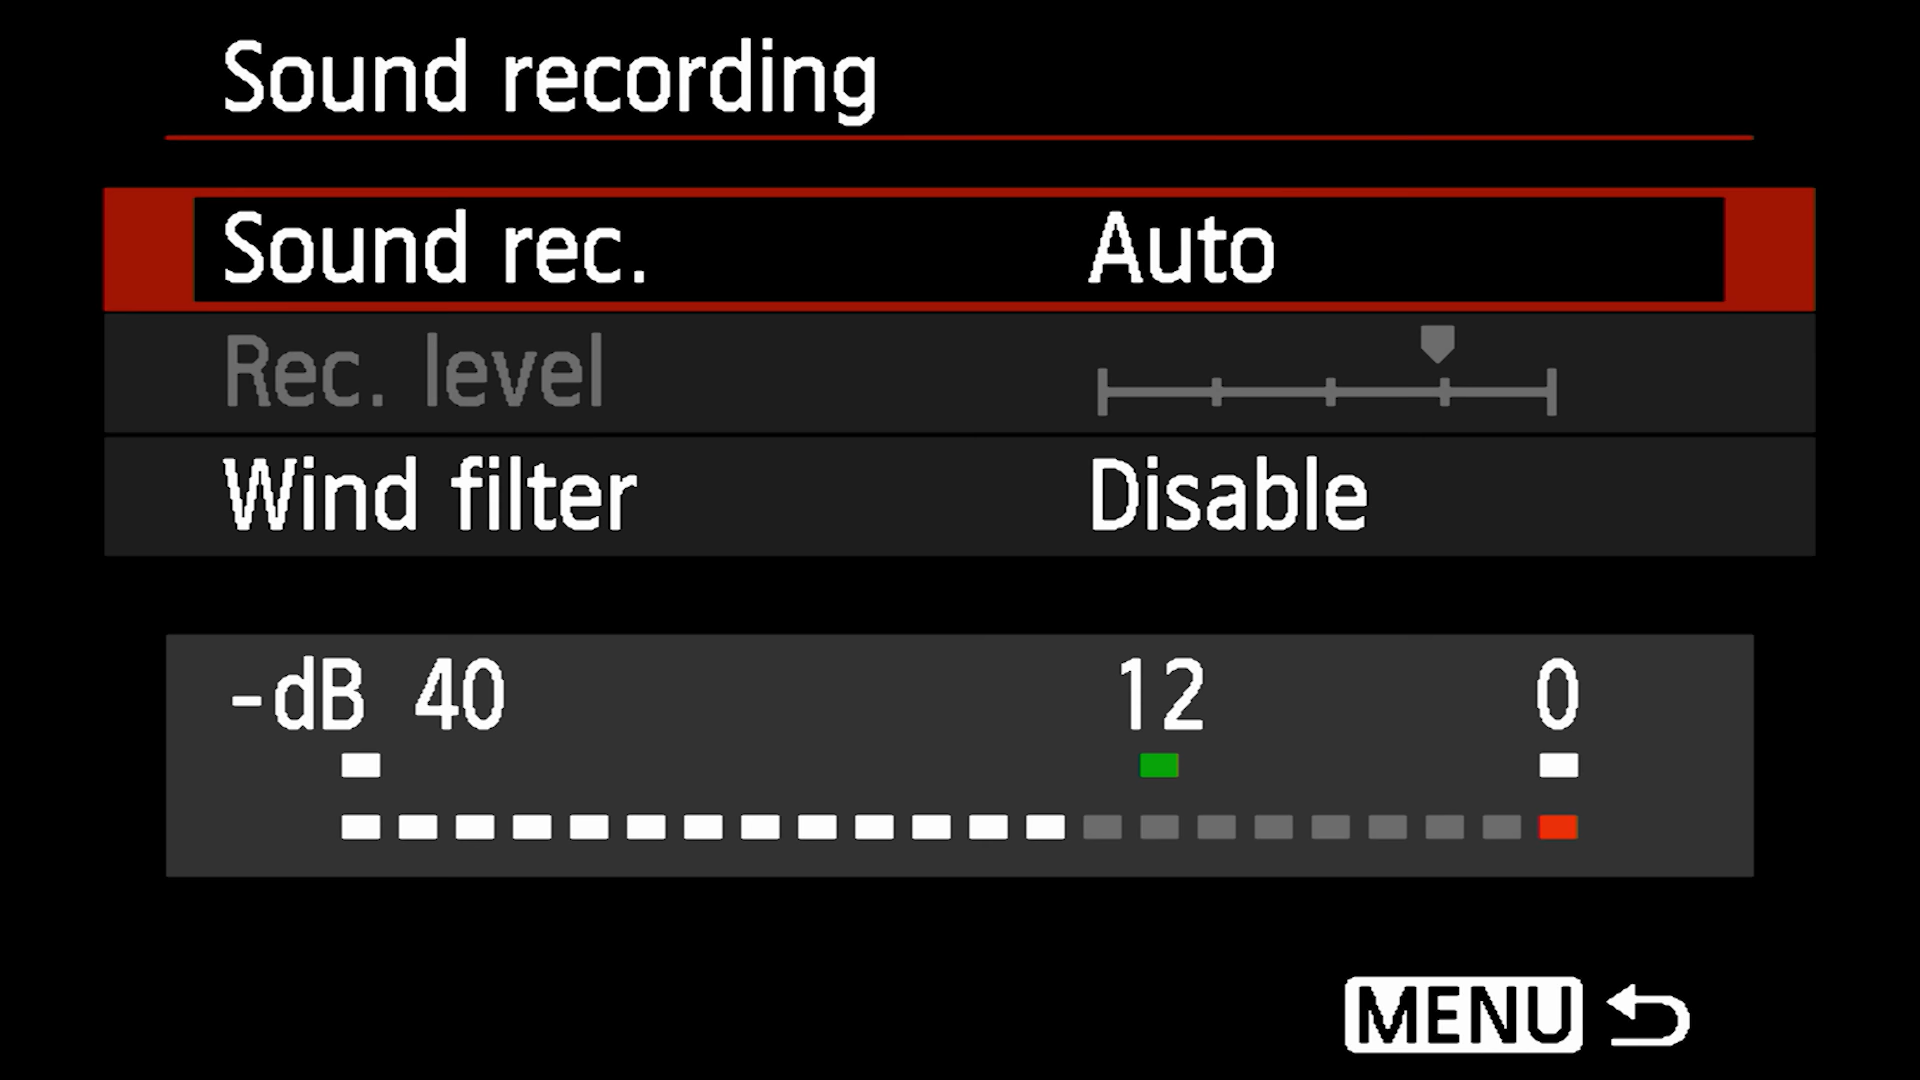 Sound recording
Sound rec. Auto
Rec. level
Wind filter Disable
-dB 40 12 0
MENU